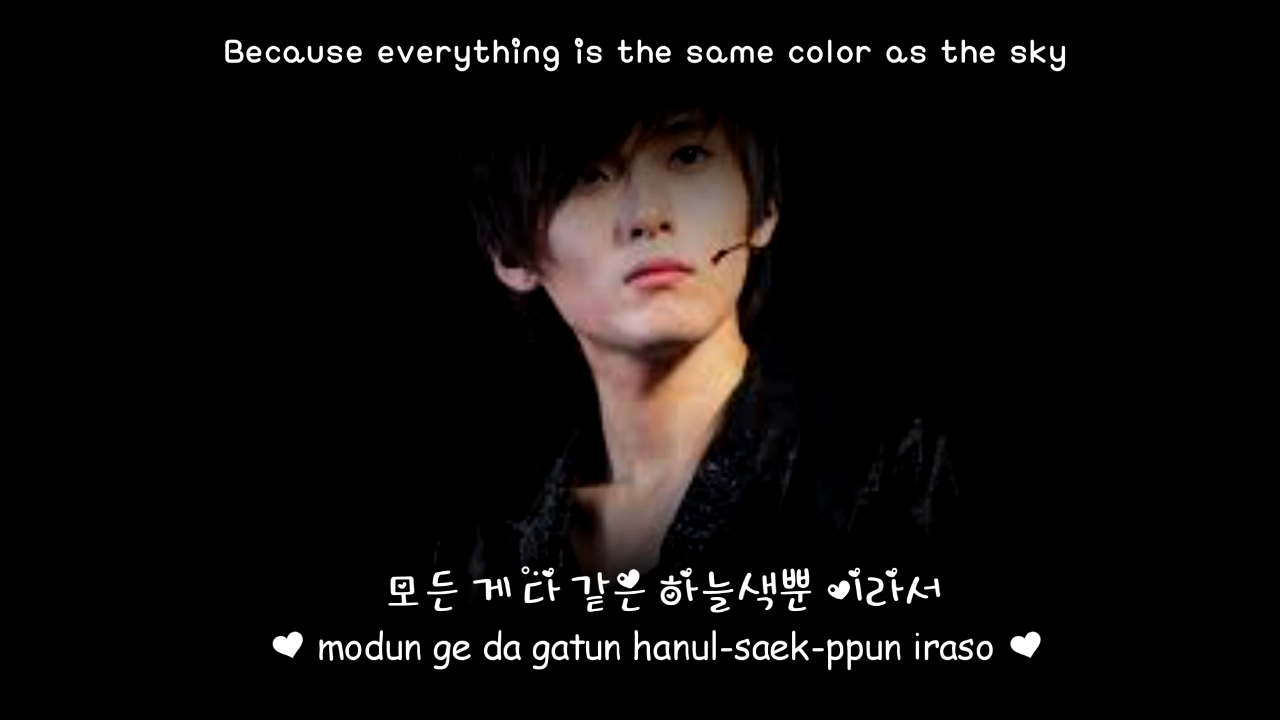 Because everything is the same color as the sky
모든 게 다 같은 하늘색뿐 이라서
♥ modun ge da gatun hanul-saek-ppun iraso ♥